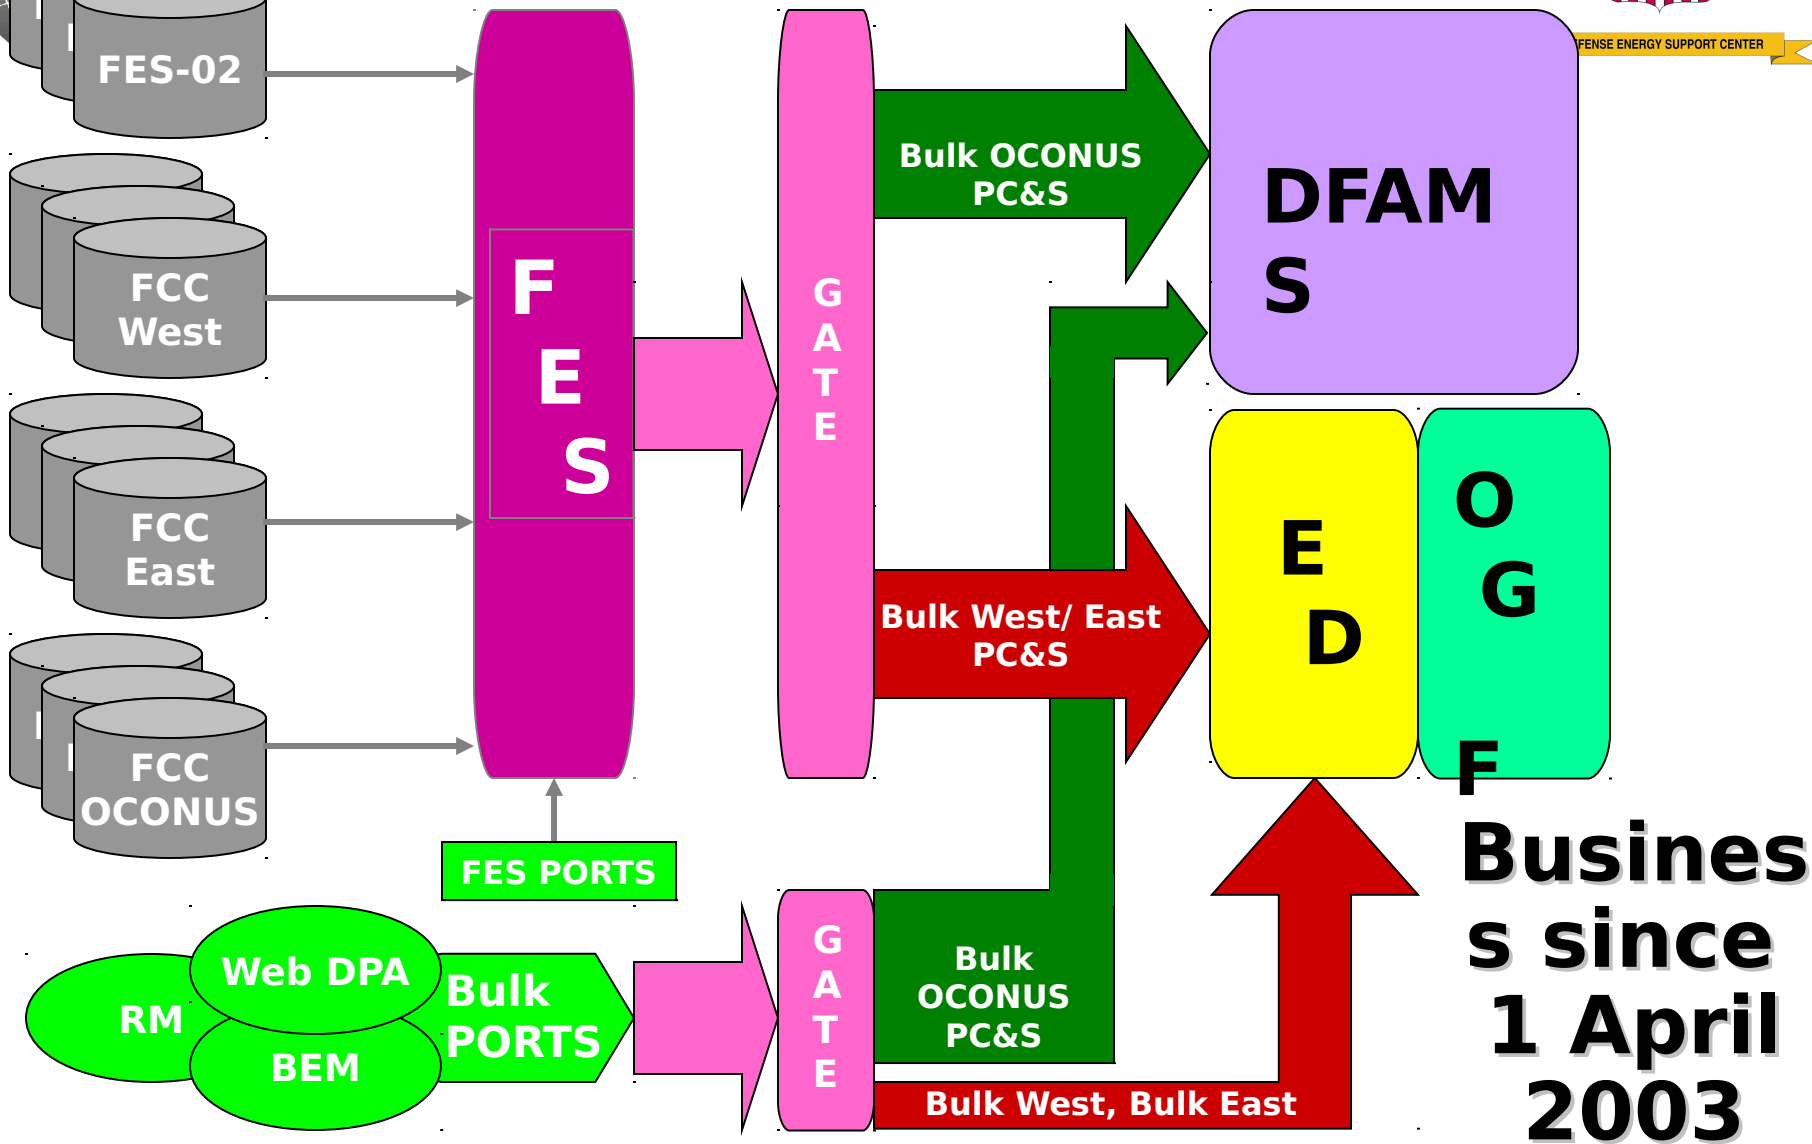 FES-02
FENSE ENERGY SUPPORT CENTER
Bulk OCONUS
PC&S
DFAM
S
FCC
West
F
E
S
G
A
T
E
FCC
East
Bulk West/ East
PC&S
E
D
O
G
F
FCC
OCONUS
FES PORTS
Busines
s since
1 April
2003
Web DPA
RM
BEM
Bulk
PORTS
G
A
T
E
Bulk
OCONUS
PC&S
Bulk West, Bulk East